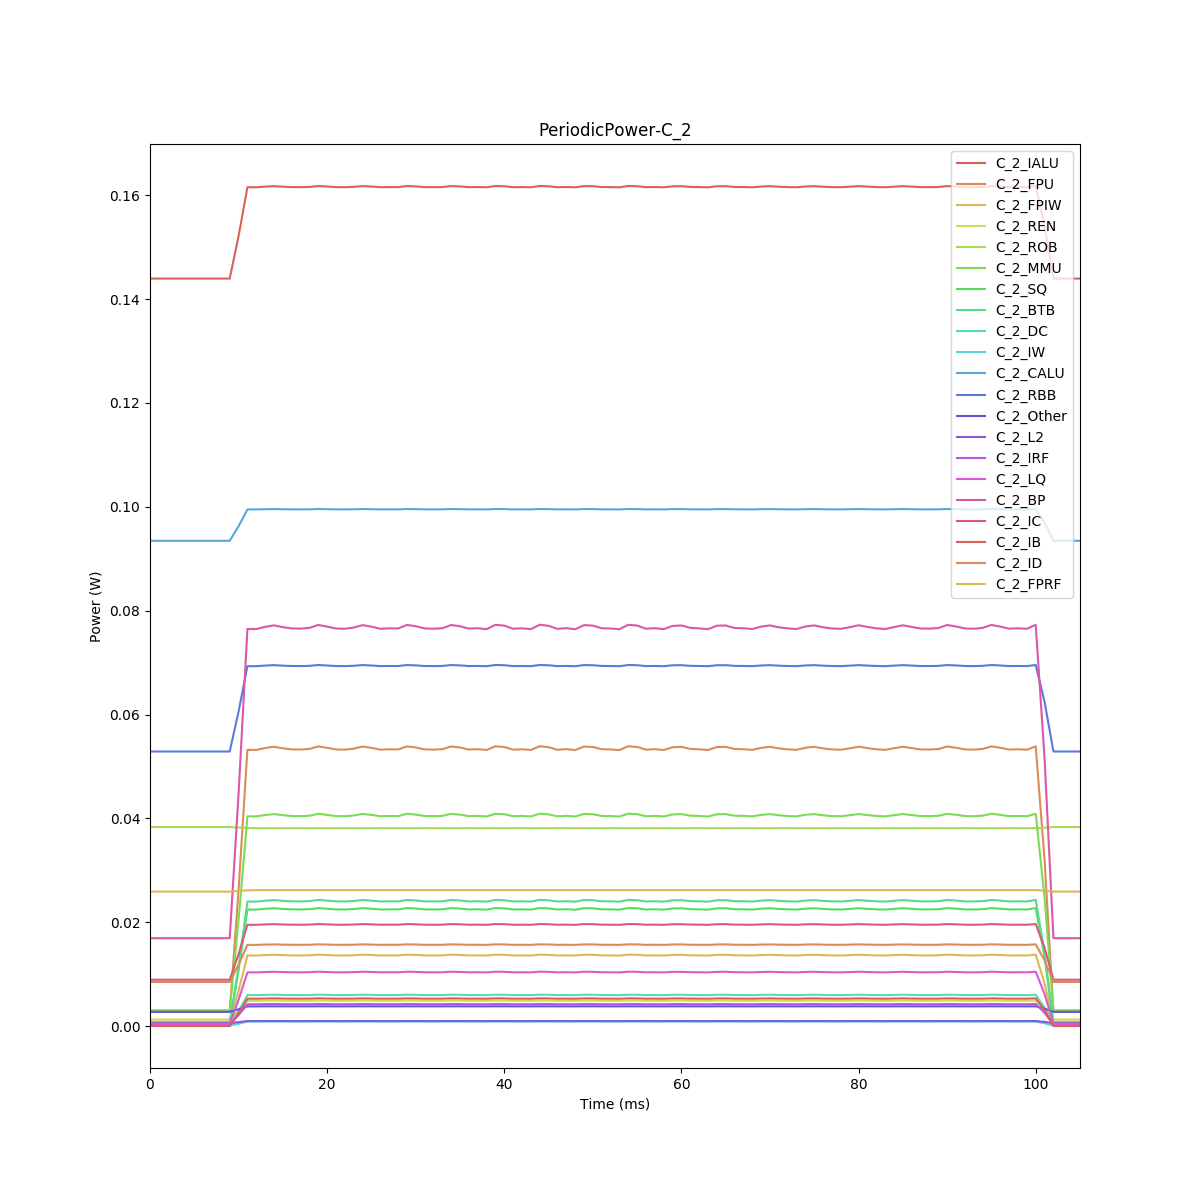 PeriodicPower-C_2
Power (W)
0.16
0.14
0.12
0.10
0.08
0.06
0.04
0.02
0.00
C_2_IALU
C_2_FPU
C_2_FPIW
C_2_REN
C_2_ROB
C_2_MMU
C_2_SQ
C_2_BTB
C_2_DC
C_2_IW
C_2_CALU
C_2_RBB
C_2_Other
C_2_L2
C_2_IRF
C_2_LQ
C_2_BP
C_2_IC
C_2_IB
C_2_ID
C_2_FPRF
0 20 40 60 80 100
Time (ms)